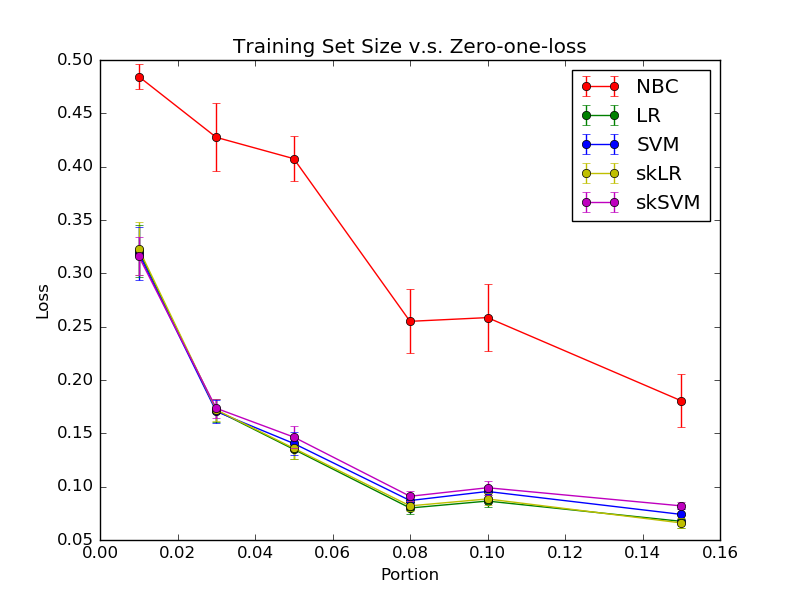 Training Set Size v.s. Zero-one-loss
0.50
0.45
0.40
0.35
0.30
0.25
0.20
0.15
0.10
0.05
Loss
NBC
LR
SVM
skLR
skSVM
0.00 0.02 0.04 0.06 0.08 0.10 0.12 0.14 0.16
Portion